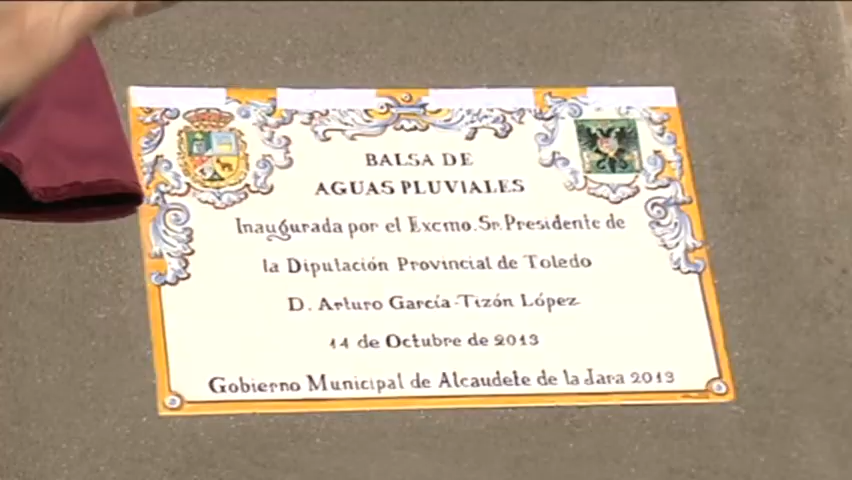 BALSA DE
AGUAS PLUVIALES
Inaugurada por el Excmo. Sr. Presidente de
la Diputación Provincial de Toledo
D. Arturo García-Tizón López
14 de Octubre de 2013
Gobierno Municipal de Alcaudete de la Jara 2013